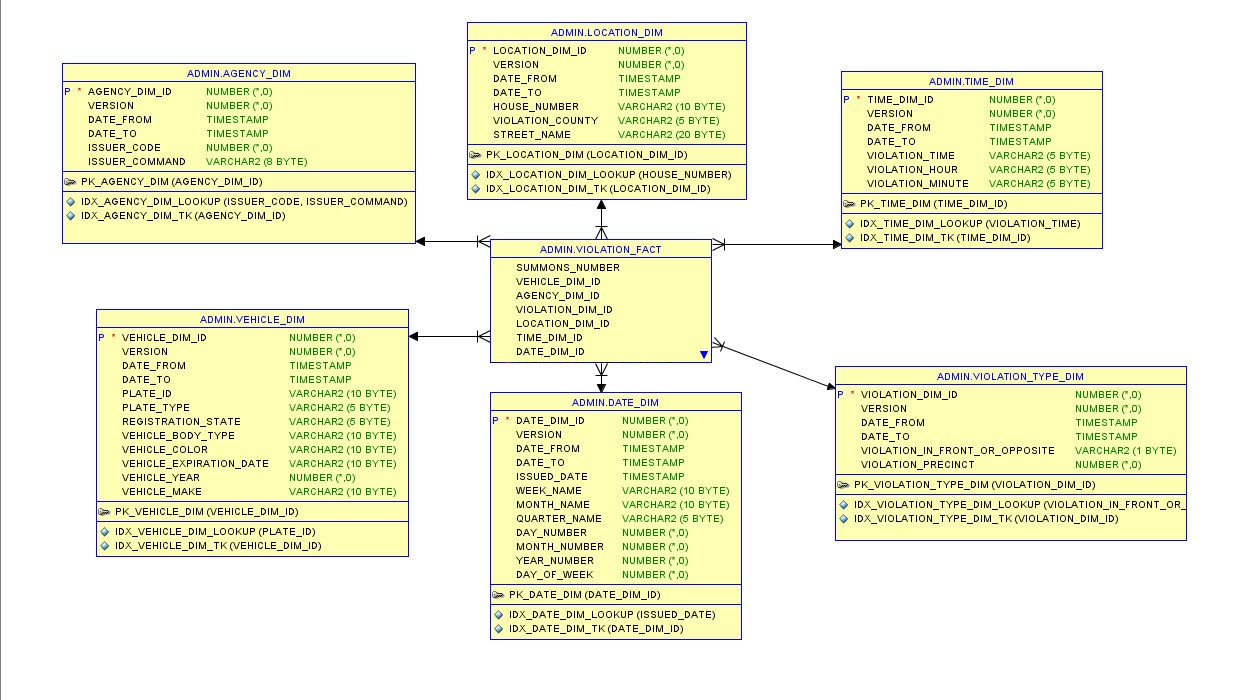 ADMIN.AGENCY_DIM
P * AGENCY_DIM_ID NUMBER (*,0)
VERSION NUMBER (*,0)
DATE_FROM TIMESTAMP
DATE_TO TIMESTAMP
ISSUER_CODE NUMBER (*,0)
ISSUER_COMMAND VARCHAR2 (8 BYTE)
PK_AGENCY_DIM (AGENCY_DIM_ID)
IDX_AGENCY_DIM_LOOKUP (ISSUER_CODE, ISSUER_COMMAND)
IDX_AGENCY_DIM_TK (AGENCY_DIM_ID)
ADMIN.LOCATION_DIM
P * LOCATION_DIM_ID NUMBER (*,0)
VERSION NUMBER (*,0)
DATE_FROM TIMESTAMP
DATE_TO TIMESTAMP
HOUSE_NUMBER VARCHAR2 (10 BYTE)
VIOLATION_COUNTY VARCHAR2 (5 BYTE)
STREET_NAME VARCHAR2 (20 BYTE)
PK_LOCATION_DIM (LOCATION_DIM_ID)
IDX_LOCATION_DIM_LOOKUP (HOUSE_NUMBER)
IDX_LOCATION_DIM_TK (LOCATION_DIM_ID)
ADMIN.TIME_DIM
P * TIME_DIM_ID NUMBER (*,0)
VERSION NUMBER (*,0)
DATE_FROM TIMESTAMP
DATE_TO TIMESTAMP
VIOLATION_TIME VARCHAR2 (5 BYTE)
VIOLATION_HOUR VARCHAR2 (5 BYTE)
VIOLATION_MINUTE VARCHAR2 (5 BYTE)
PK_TIME_DIM (TIME_DIM_ID)
IDX_TIME_DIM_LOOKUP (VIOLATION_TIME)
IDX_TIME_DIM_TK (TIME_DIM_ID)
ADMIN.VIOLATION_FACT
SUMMONS_NUMBER
VEHICLE_DIM_ID
AGENCY_DIM_ID
VIOLATION_DIM_ID
LOCATION_DIM_ID
TIME_DIM_ID
DATE_DIM_ID
ADMIN.VEHICLE_DIM
P * VEHICLE_DIM_ID NUMBER (*,0)
VERSION NUMBER (*,0)
DATE_FROM TIMESTAMP
DATE_TO TIMESTAMP
PLATE_ID VARCHAR2 (10 BYTE)
PLATE_TYPE VARCHAR2 (5 BYTE)
REGISTRATION_STATE VARCHAR2 (5 BYTE)
VEHICLE_BODY_TYPE VARCHAR2 (10 BYTE)
VEHICLE_COLOR VARCHAR2 (10 BYTE)
VEHICLE_EXPIRATION_DATE VARCHAR2 (10 BYTE)
VEHICLE_YEAR NUMBER (*,0)
VEHICLE_MAKE VARCHAR2 (10 BYTE)
PK_VEHICLE_DIM (VEHICLE_DIM_ID)
IDX_VEHICLE_DIM_LOOKUP (PLATE_ID)
IDX_VEHICLE_DIM_TK (VEHICLE_DIM_ID)
ADMIN.DATE_DIM
P * DATE_DIM_ID NUMBER (*,0)
VERSION NUMBER (*,0)
DATE_FROM TIMESTAMP
DATE_TO TIMESTAMP
ISSUED_DATE TIMESTAMP
WEEK_NAME VARCHAR2 (10 BYTE)
MONTH_NAME VARCHAR2 (10 BYTE)
QUARTER_NAME VARCHAR2 (5 BYTE)
DAY_NUMBER NUMBER (*,0)
MONTH_NUMBER NUMBER (*,0)
YEAR_NUMBER NUMBER (*,0)
DAY_OF_WEEK NUMBER (*,0)
PK_DATE_DIM (DATE_DIM_ID)
IDX_DATE_DIM_LOOKUP (ISSUED_DATE)
IDX_DATE_DIM_TK (DATE_DIM_ID)
ADMIN.VIOLATION_TYPE_DIM
P * VIOLATION_DIM_ID NUMBER (*,0)
VERSION NUMBER (*,0)
DATE_FROM TIMESTAMP
DATE_TO TIMESTAMP
VIOLATION_IN_FRONT_OR_OPPOSITE VARCHAR2 (1 BYTE)
VIOLATION_PRECINCT NUMBER (*,0)
PK_VIOLATION_TYPE_DIM (VIOLATION_DIM_ID)
IDX_VIOLATION_TYPE_DIM_LOOKUP (VIOLATION_IN_FRONT_OR_
IDX_VIOLATION_TYPE_DIM_TK (VIOLATION_DIM_ID)